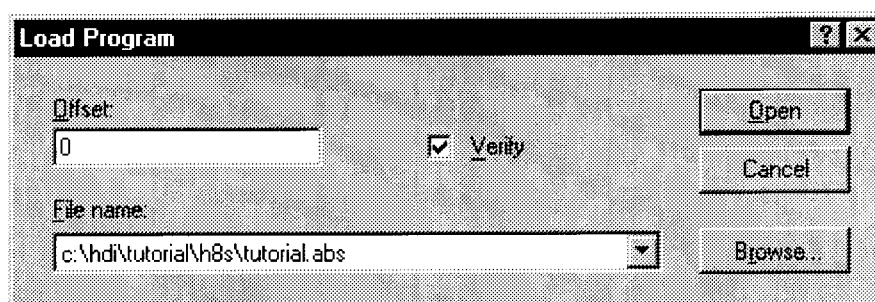 Load Program
Offset:
0
Verify
Open
Cancel
File name:
c:\hdi\tutorial\h8s\tutorial.abs
Browse...